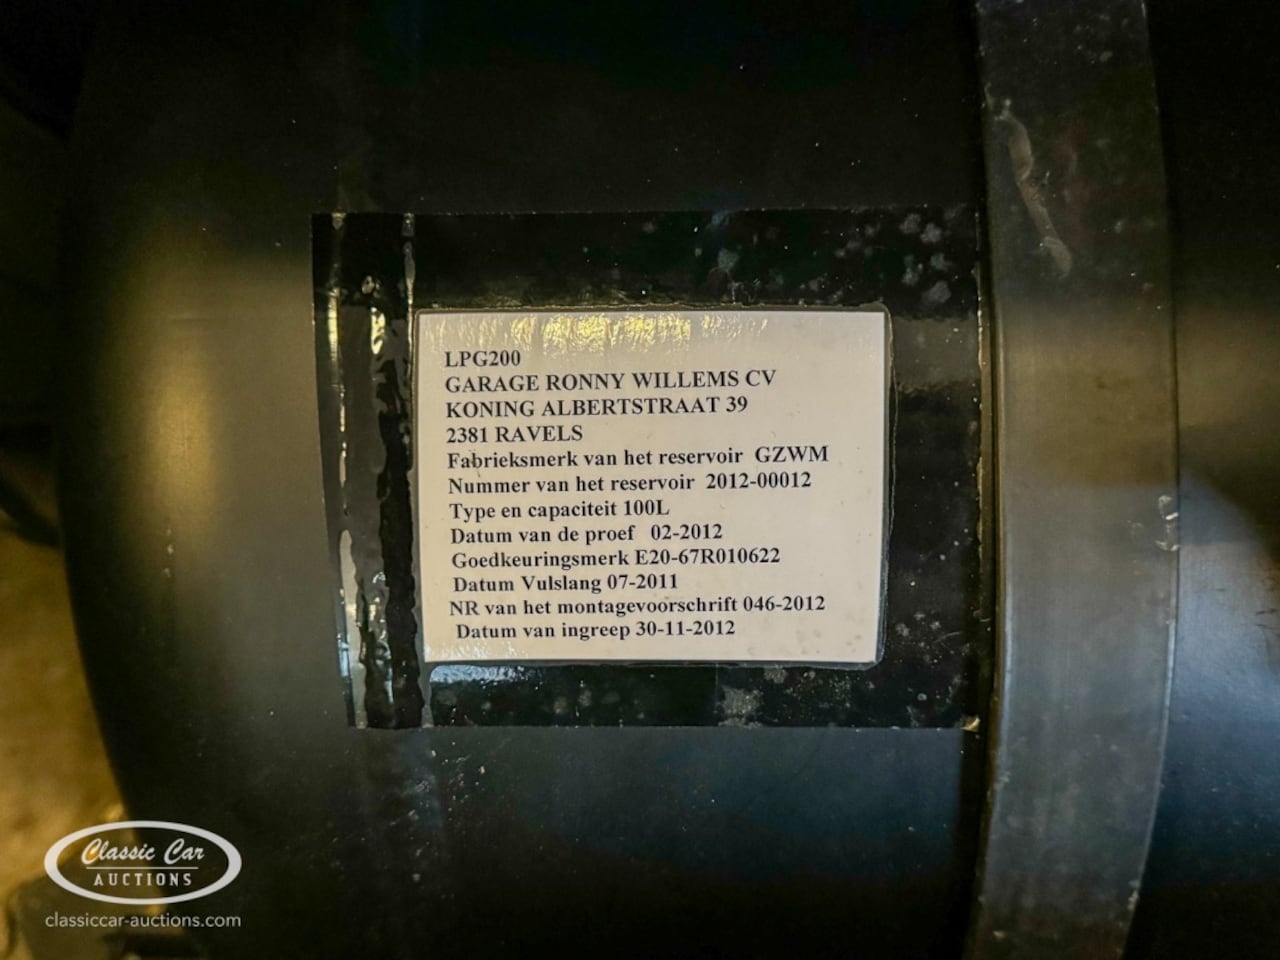 LPG200
GARAGE RONNY WILLEMS CV
KONING ALBERTSTRAAT 39
2381 RAVELS
Fabrieksmerk van het reservoir GZWM
Nummer van het reservoir 2012-00012
Type en capaciteit 100L
Datum van de proef 02-2012
Goedkeuringsmerk E20-67R010622
Datum Vulslang 07-2011
NR van het montagevoorschrift 046-2012
Datum van ingreep 30-11-2012
Classic Car
AUCTIONS
classiccar-auctions.com